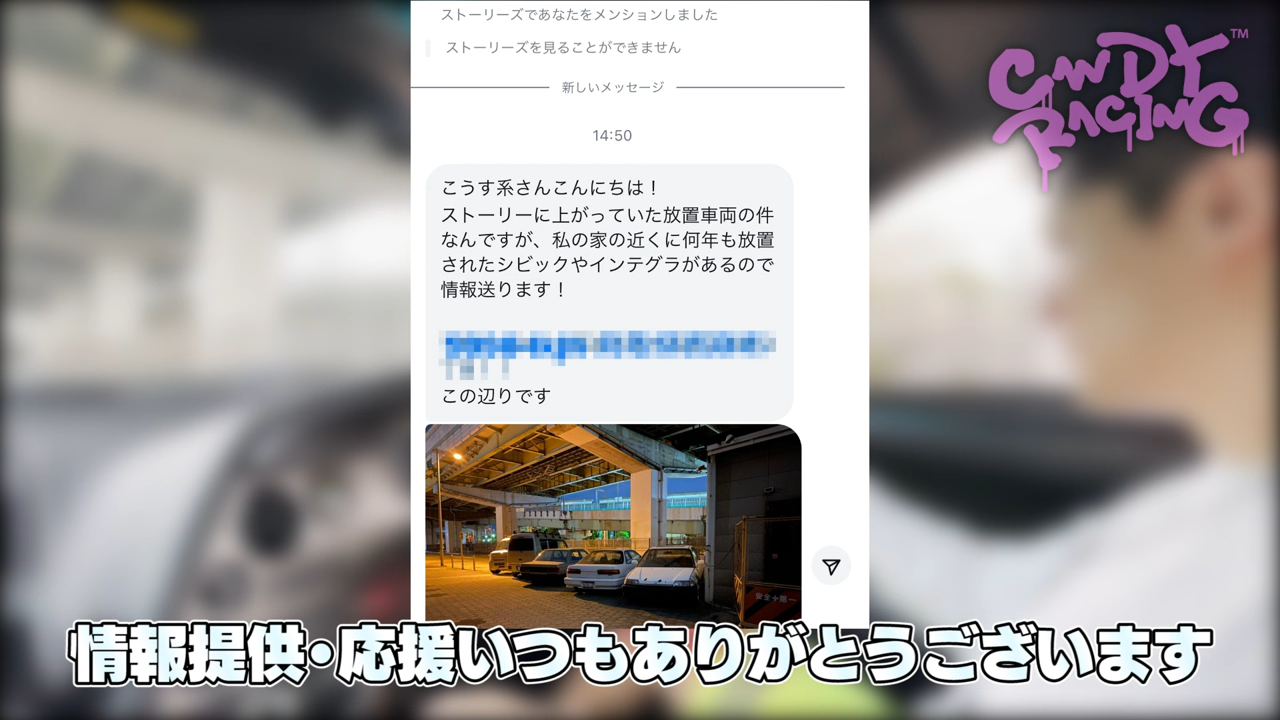 ストーリーズであなたをメンションしました
ストーリーズを見ることができません
新しいメッセージ
14:50
CANDY RACING™
こうす系さんこんにちは！
ストーリーに上がっていた放置車両の件
なんですが、私の家の近くに何年も放置
されたシビックやインテグラがあるので
情報送ります！
この辺りです
安全+第一
情報提供・応援いつもありがとうございます